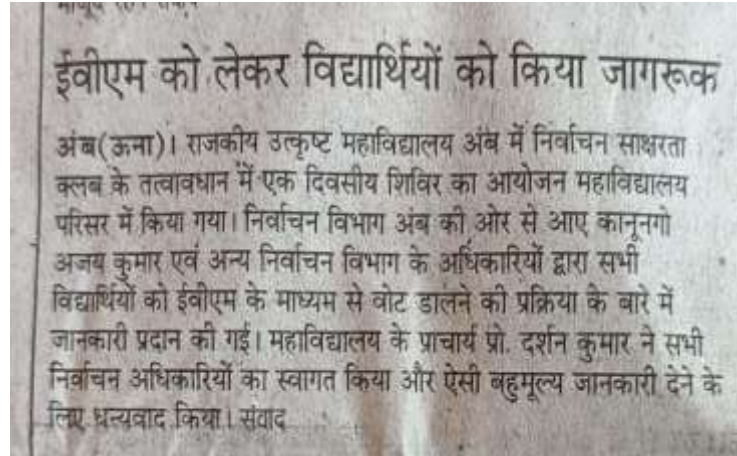 ईवीएम को लेकर विद्यार्थियों को किया जागरूक
अंब(ऊना)। राजकीय उत्कृष्ट महाविद्यालय अंब में निर्वाचन साक्षरता
क्लब के तत्वावधान में एक दिवसीय शिविर का आयोजन महाविद्यालय
परिसर में किया गया। निर्वाचन विभाग अंब की ओर से आए कानूनगो
अजय कुमार एवं अन्य निर्वाचन विभाग के अधिकारियों द्वारा सभी
विद्यार्थियों को ईवीएम के माध्यम से वोट डालने की प्रक्रिया के बारे में
जानकारी प्रदान की गई। महाविद्यालय के प्राचार्य प्रो. दर्शन कुमार ने सभी
निर्वाचन अधिकारियों का स्वागत किया और ऐसी बहुमूल्य जानकारी देने के
लिए धन्यवाद किया। संवाद